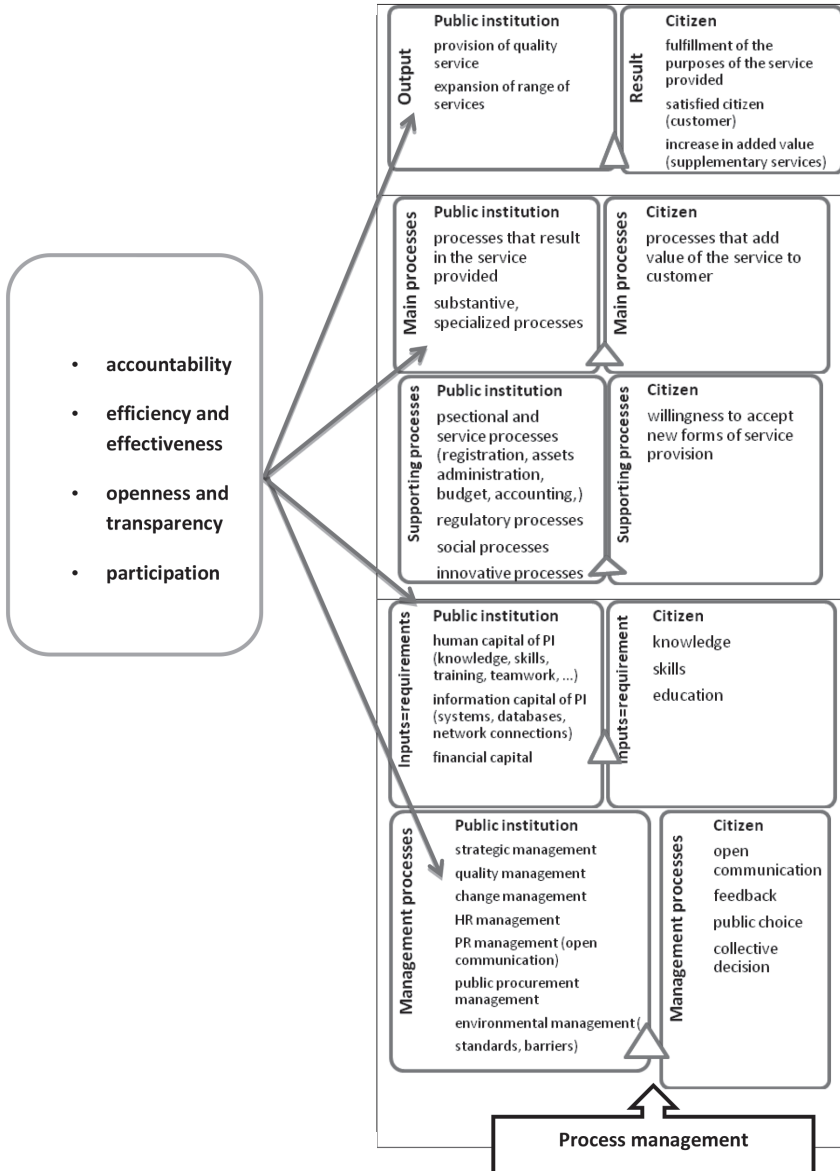 • accountability
• efficiency and
effectiveness
• openness and
transparency
• participation
Output
Public institution
provision of quality
service
expansion of range of
services
Result
Citizen
fulfillment of the
purposes of the service
provided
satisfied citizen
(customer)
increase in added value
(supplementary services)
Main processes
Public institution
processes that result
in the service
provided
substantive,
specialized processes
Main processes
Citizen
processes that add
value of the service to
customer
Supporting processes
Public institution
psectional and
service processes
(registration, assets
administration,
budget, accounting,)
regulatory processes
social processes
innovative processes
Supporting processes
Citizen
willingness to accept
new forms of service
provision
Inputs=requirements
Public institution
human capital of PI
(knowledge, skills,
training, teamwork, ...)
information capital of PI
(systems, databases,
network connections)
financial capital
Inputs=requirement
Citizen
knowledge
skills
education
Management processes
Public institution
strategic management
quality management
change management
HR management
PR management (open
communication)
public procurement
management
environmental management (
standards, barriers)
Management processes
Citizen
open
communication
feedback
public choice
collective
decision
Process management